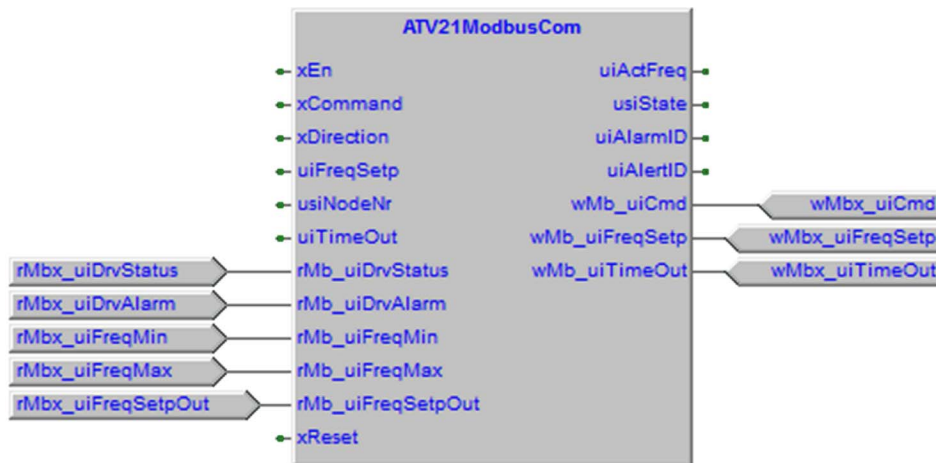 ATV21ModbusCom
xEn uiActFreq
xCommand usiState
xDirection uiAlarmID
uiFreqSetp uiAlertID
usiNodeNr wMb_uiCmd wMbx_uiCmd
uiTimeOut wMb_uiFreqSetp wMbx_uiFreqSetp
rMbx_uiDrvStatus rMb_uiDrvStatus wMb_uiTimeOut wMbx_uiTimeOut
rMbx_uiDrvAlarm rMb_uiDrvAlarm
rMbx_uiFreqMin rMb_uiFreqMin
rMbx_uiFreqMax rMb_uiFreqMax
rMbx_uiFreqSetpOut rMb_uiFreqSetpOut
xReset